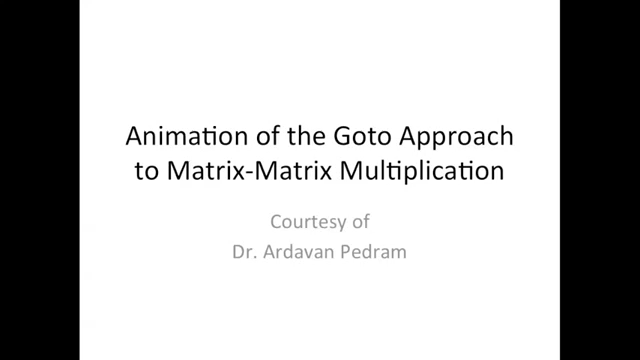 Animation of the Goto Approach
to Matrix-Matrix Multiplication
Courtesy of
Dr. Ardavan Pedram